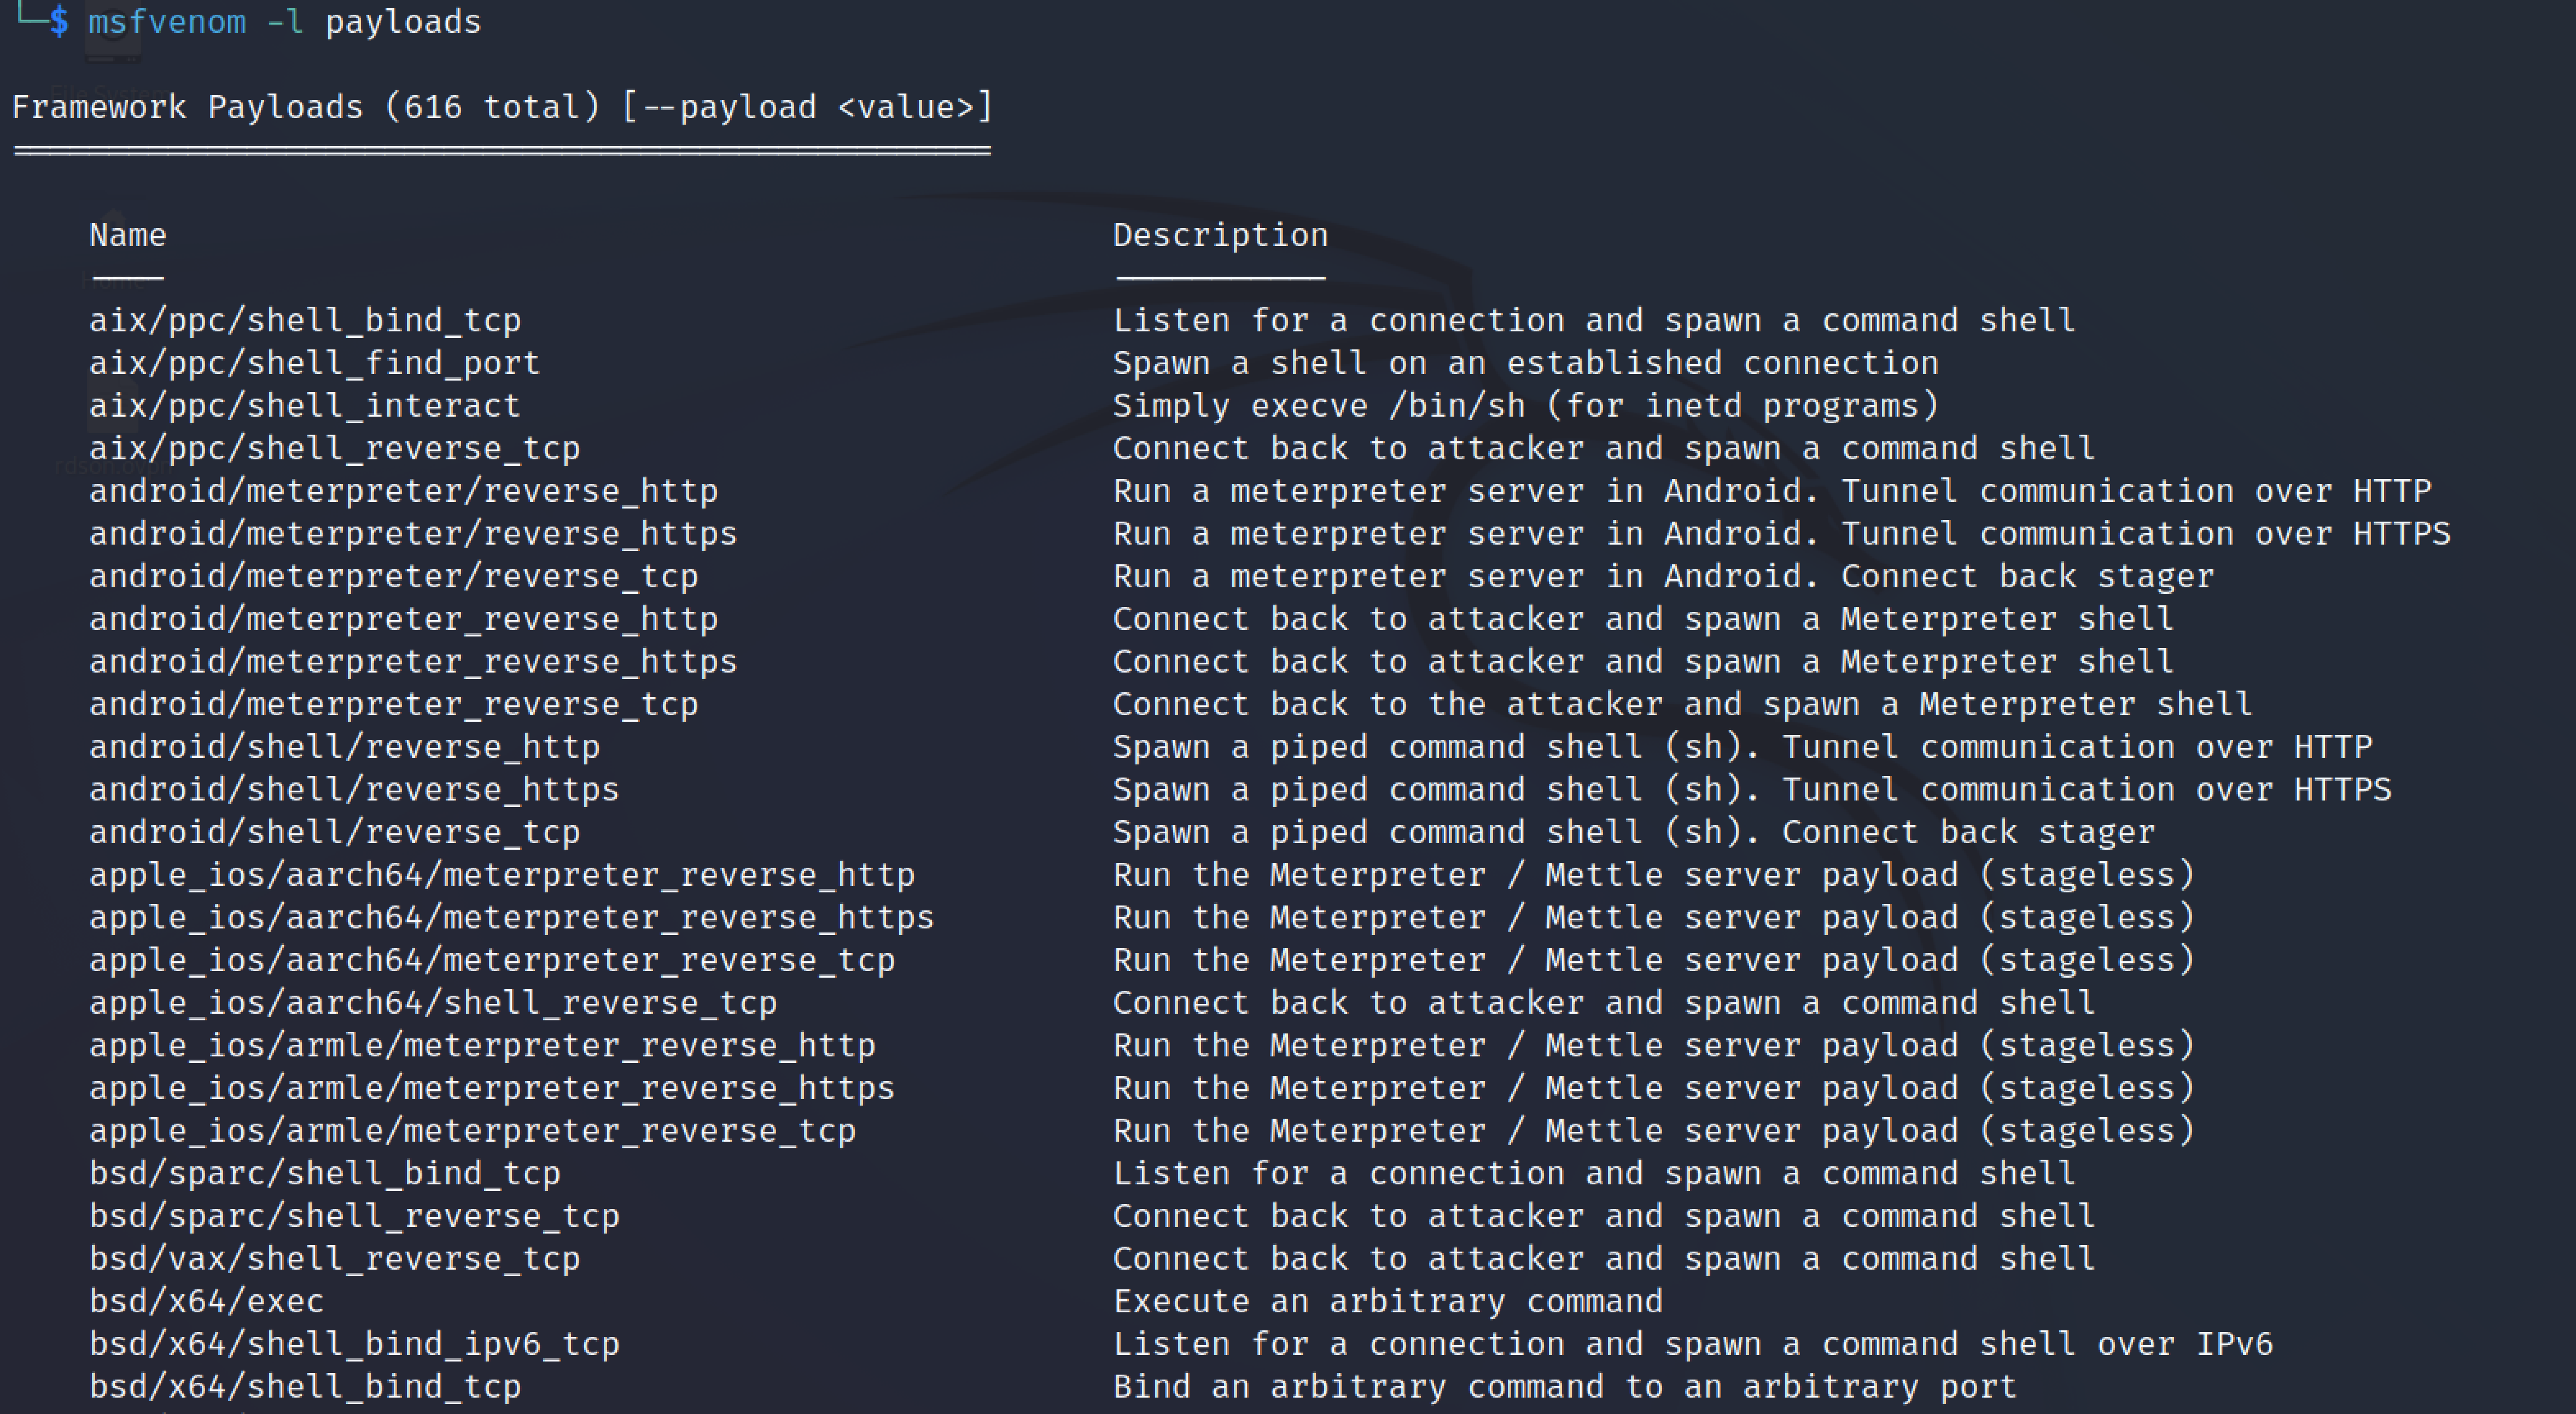 └─$ msfvenom -l payloads
File System
Framework Payloads (616 total) [--payload <value>]
==================================================
Name Description
---- -----------
Home
aix/ppc/shell_bind_tcp Listen for a connection and spawn a command shell
aix/ppc/shell_find_port Spawn a shell on an established connection
aix/ppc/shell_interact Simply execve /bin/sh (for inetd programs)
aix/ppc/shell_reverse_tcp Connect back to attacker and spawn a command shell
android/meterpreter/reverse_http Run a meterpreter server in Android. Tunnel communication over HTTP
android/meterpreter/reverse_https Run a meterpreter server in Android. Tunnel communication over HTTPS
android/meterpreter/reverse_tcp Run a meterpreter server in Android. Connect back stager
android/meterpreter_reverse_http Connect back to attacker and spawn a Meterpreter shell
android/meterpreter_reverse_https Connect back to attacker and spawn a Meterpreter shell
android/meterpreter_reverse_tcp Connect back to the attacker and spawn a Meterpreter shell
android/shell/reverse_http Spawn a piped command shell (sh). Tunnel communication over HTTP
android/shell/reverse_https Spawn a piped command shell (sh). Tunnel communication over HTTPS
android/shell/reverse_tcp Spawn a piped command shell (sh). Connect back stager
apple_ios/aarch64/meterpreter_reverse_http Run the Meterpreter / Mettle server payload (stageless)
apple_ios/aarch64/meterpreter_reverse_https Run the Meterpreter / Mettle server payload (stageless)
apple_ios/aarch64/meterpreter_reverse_tcp Run the Meterpreter / Mettle server payload (stageless)
apple_ios/aarch64/shell_reverse_tcp Connect back to attacker and spawn a command shell
apple_ios/armle/meterpreter_reverse_http Run the Meterpreter / Mettle server payload (stageless)
apple_ios/armle/meterpreter_reverse_https Run the Meterpreter / Mettle server payload (stageless)
apple_ios/armle/meterpreter_reverse_tcp Run the Meterpreter / Mettle server payload (stageless)
bsd/sparc/shell_bind_tcp Listen for a connection and spawn a command shell
bsd/sparc/shell_reverse_tcp Connect back to attacker and spawn a command shell
bsd/vax/shell_reverse_tcp Connect back to attacker and spawn a command shell
bsd/x64/exec Execute an arbitrary command
bsd/x64/shell_bind_ipv6_tcp Listen for a connection and spawn a command shell over IPv6
bsd/x64/shell_bind_tcp Bind an arbitrary command to an arbitrary port